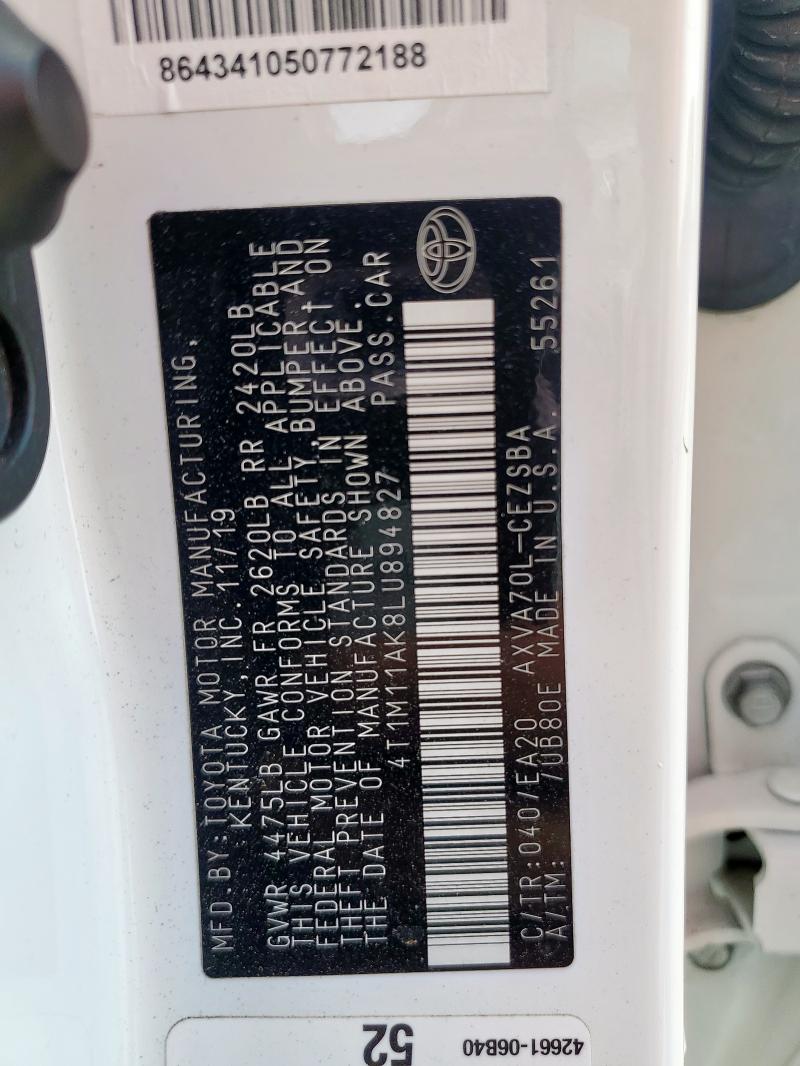 864341050772188
MFD.BY:TOYOTA MOTOR MANUFACTURING,
KENTUCKY,INC.11/19
GVWR 4475LB GAWR FR 2620LB RR 2420LB
THIS VEHICLE CONFORMS TO ALL APPLICABLE
FEDERAL MOTOR VEHICLE SAFETY,BUMPER,AND
THEFT PREVENTION STANDARDS IN EFFECT ON
THE DATE OF MANUFACTURE SHOWN ABOVE.
4T1M11AK8LU894827 PASS.CAR
C/TR:040/EA20 AXVA70L-CEZSBA
A/TM: /UB80E MADE IN U.S.A. 55261
52
42661-06B40